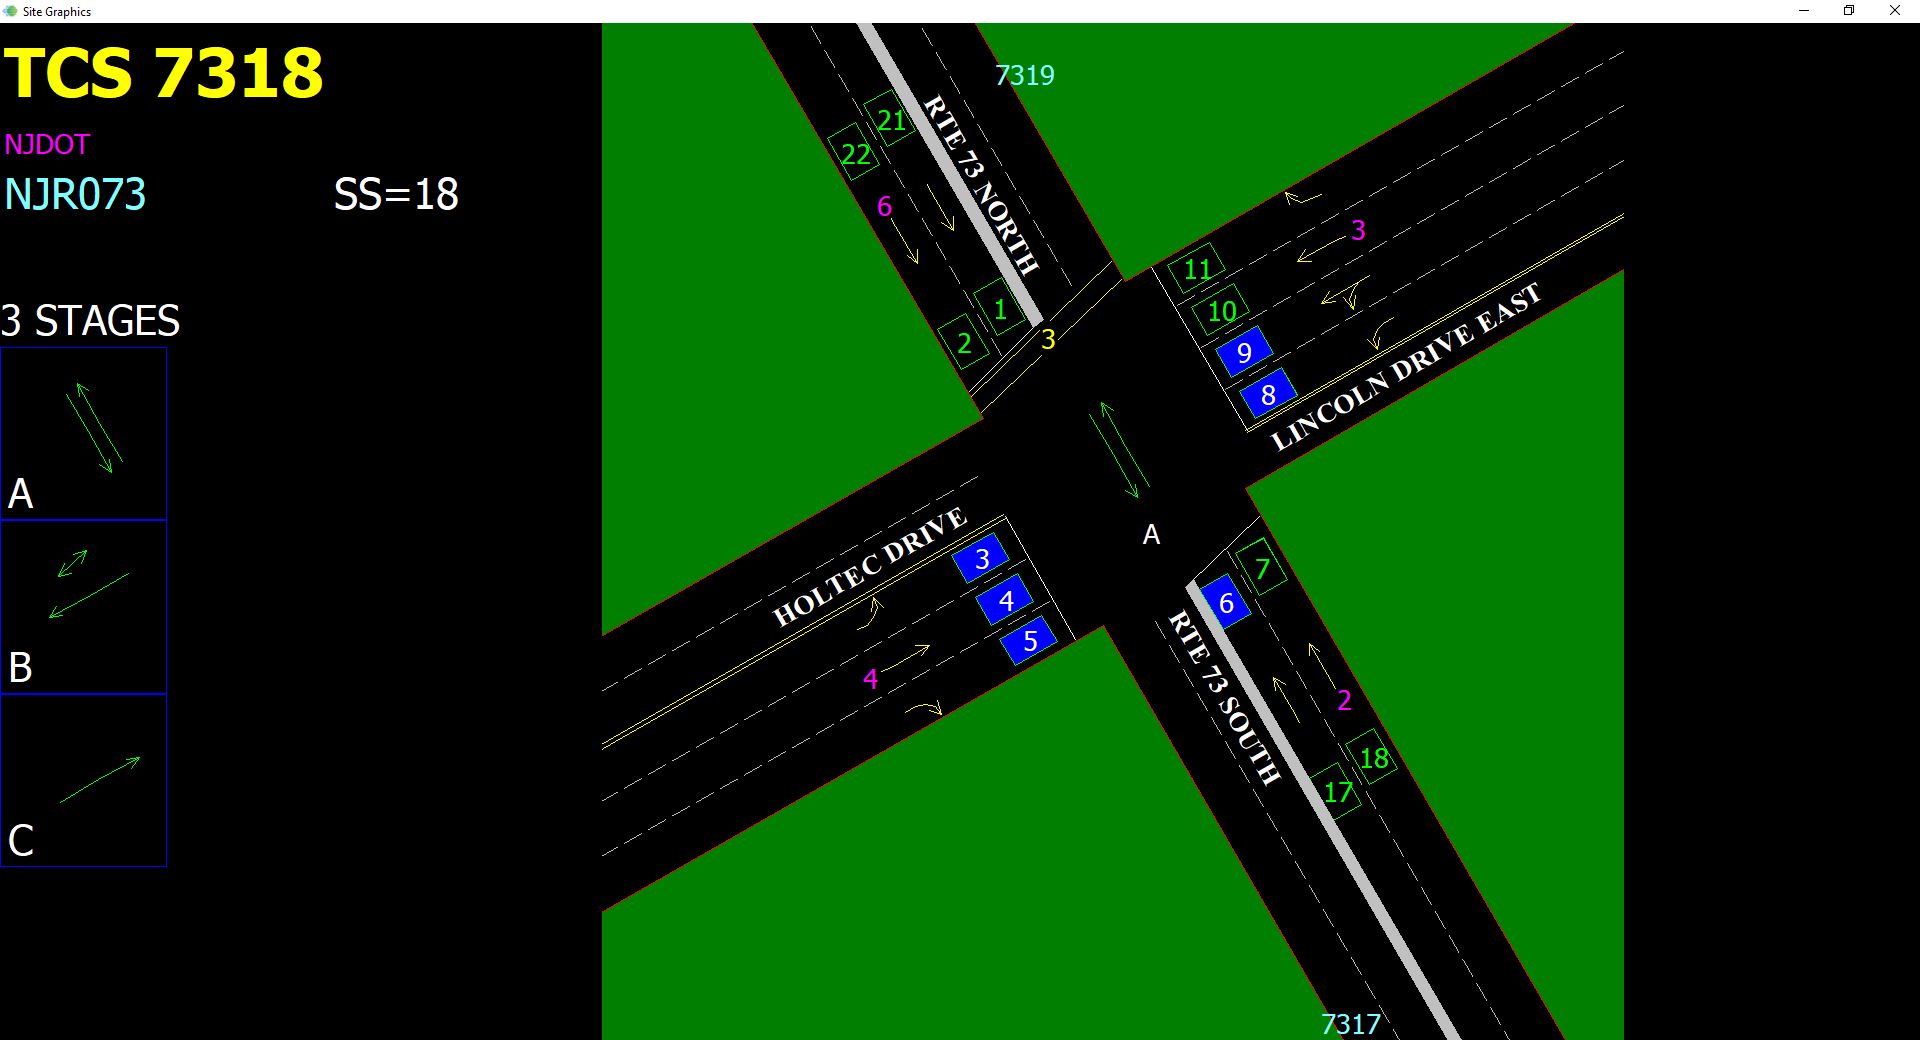 Site Graphics
TCS 7318
NJDOT
NJR073
SS=18
3 STAGES
A
B
C
7319
21
22
6
RTE 73 NORTH
1
2
3
3
11
10
9
8
LINCOLN DRIVE EAST
A
HOLTEC DRIVE
3
4
5
4
7
6
RTE 73 SOUTH
2
18
17
7317